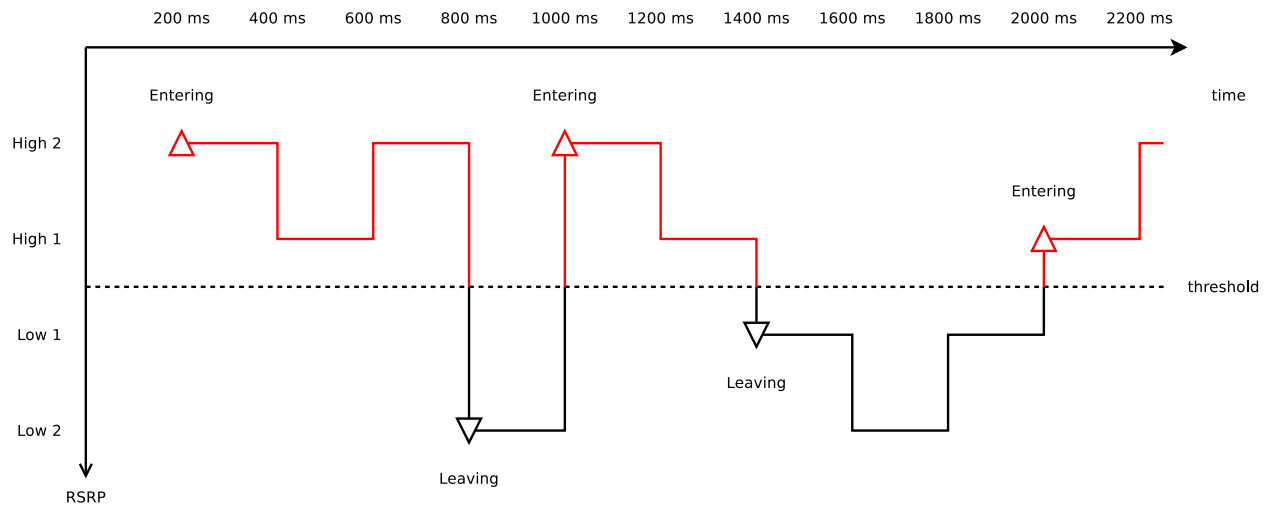 200 ms 400 ms 600 ms 800 ms 1000 ms 1200 ms 1400 ms 1600 ms 1800 ms 2000 ms 2200 ms
Entering Entering time
High 2
Entering
High 1
threshold
Low 1
Leaving
Low 2
Leaving
RSRP